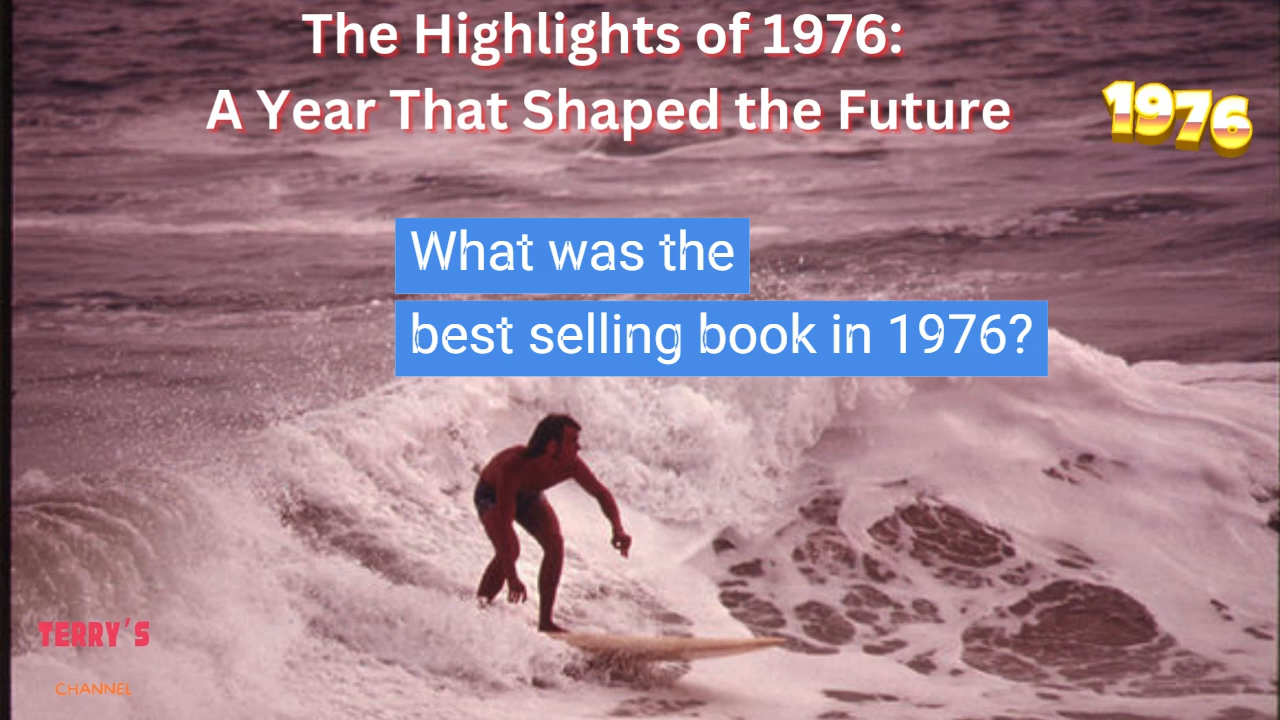 The Highlights of 1976:
A Year That Shaped the Future
1976
What was the
best selling book in 1976?
TERRY'S
CHANNEL